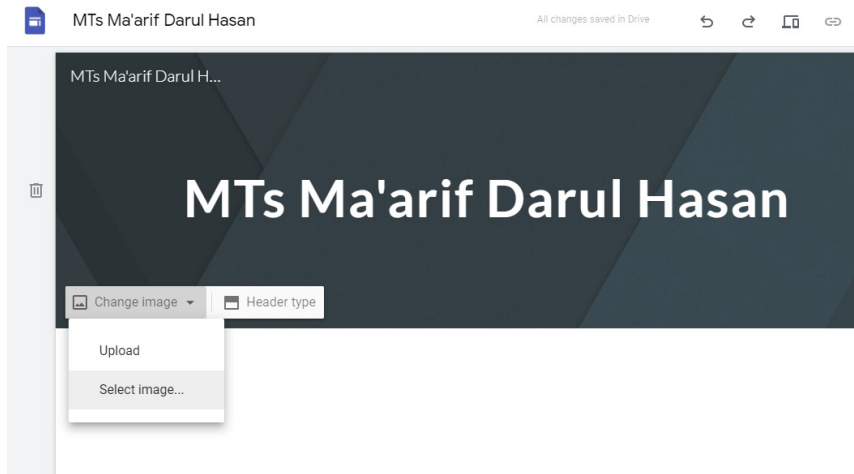 MTs Ma'arif Darul Hasan
All changes saved in Drive
MTs Ma'arif Darul H...
MTs Ma'arif Darul Hasan
Change image
Header type
Upload
Select image...